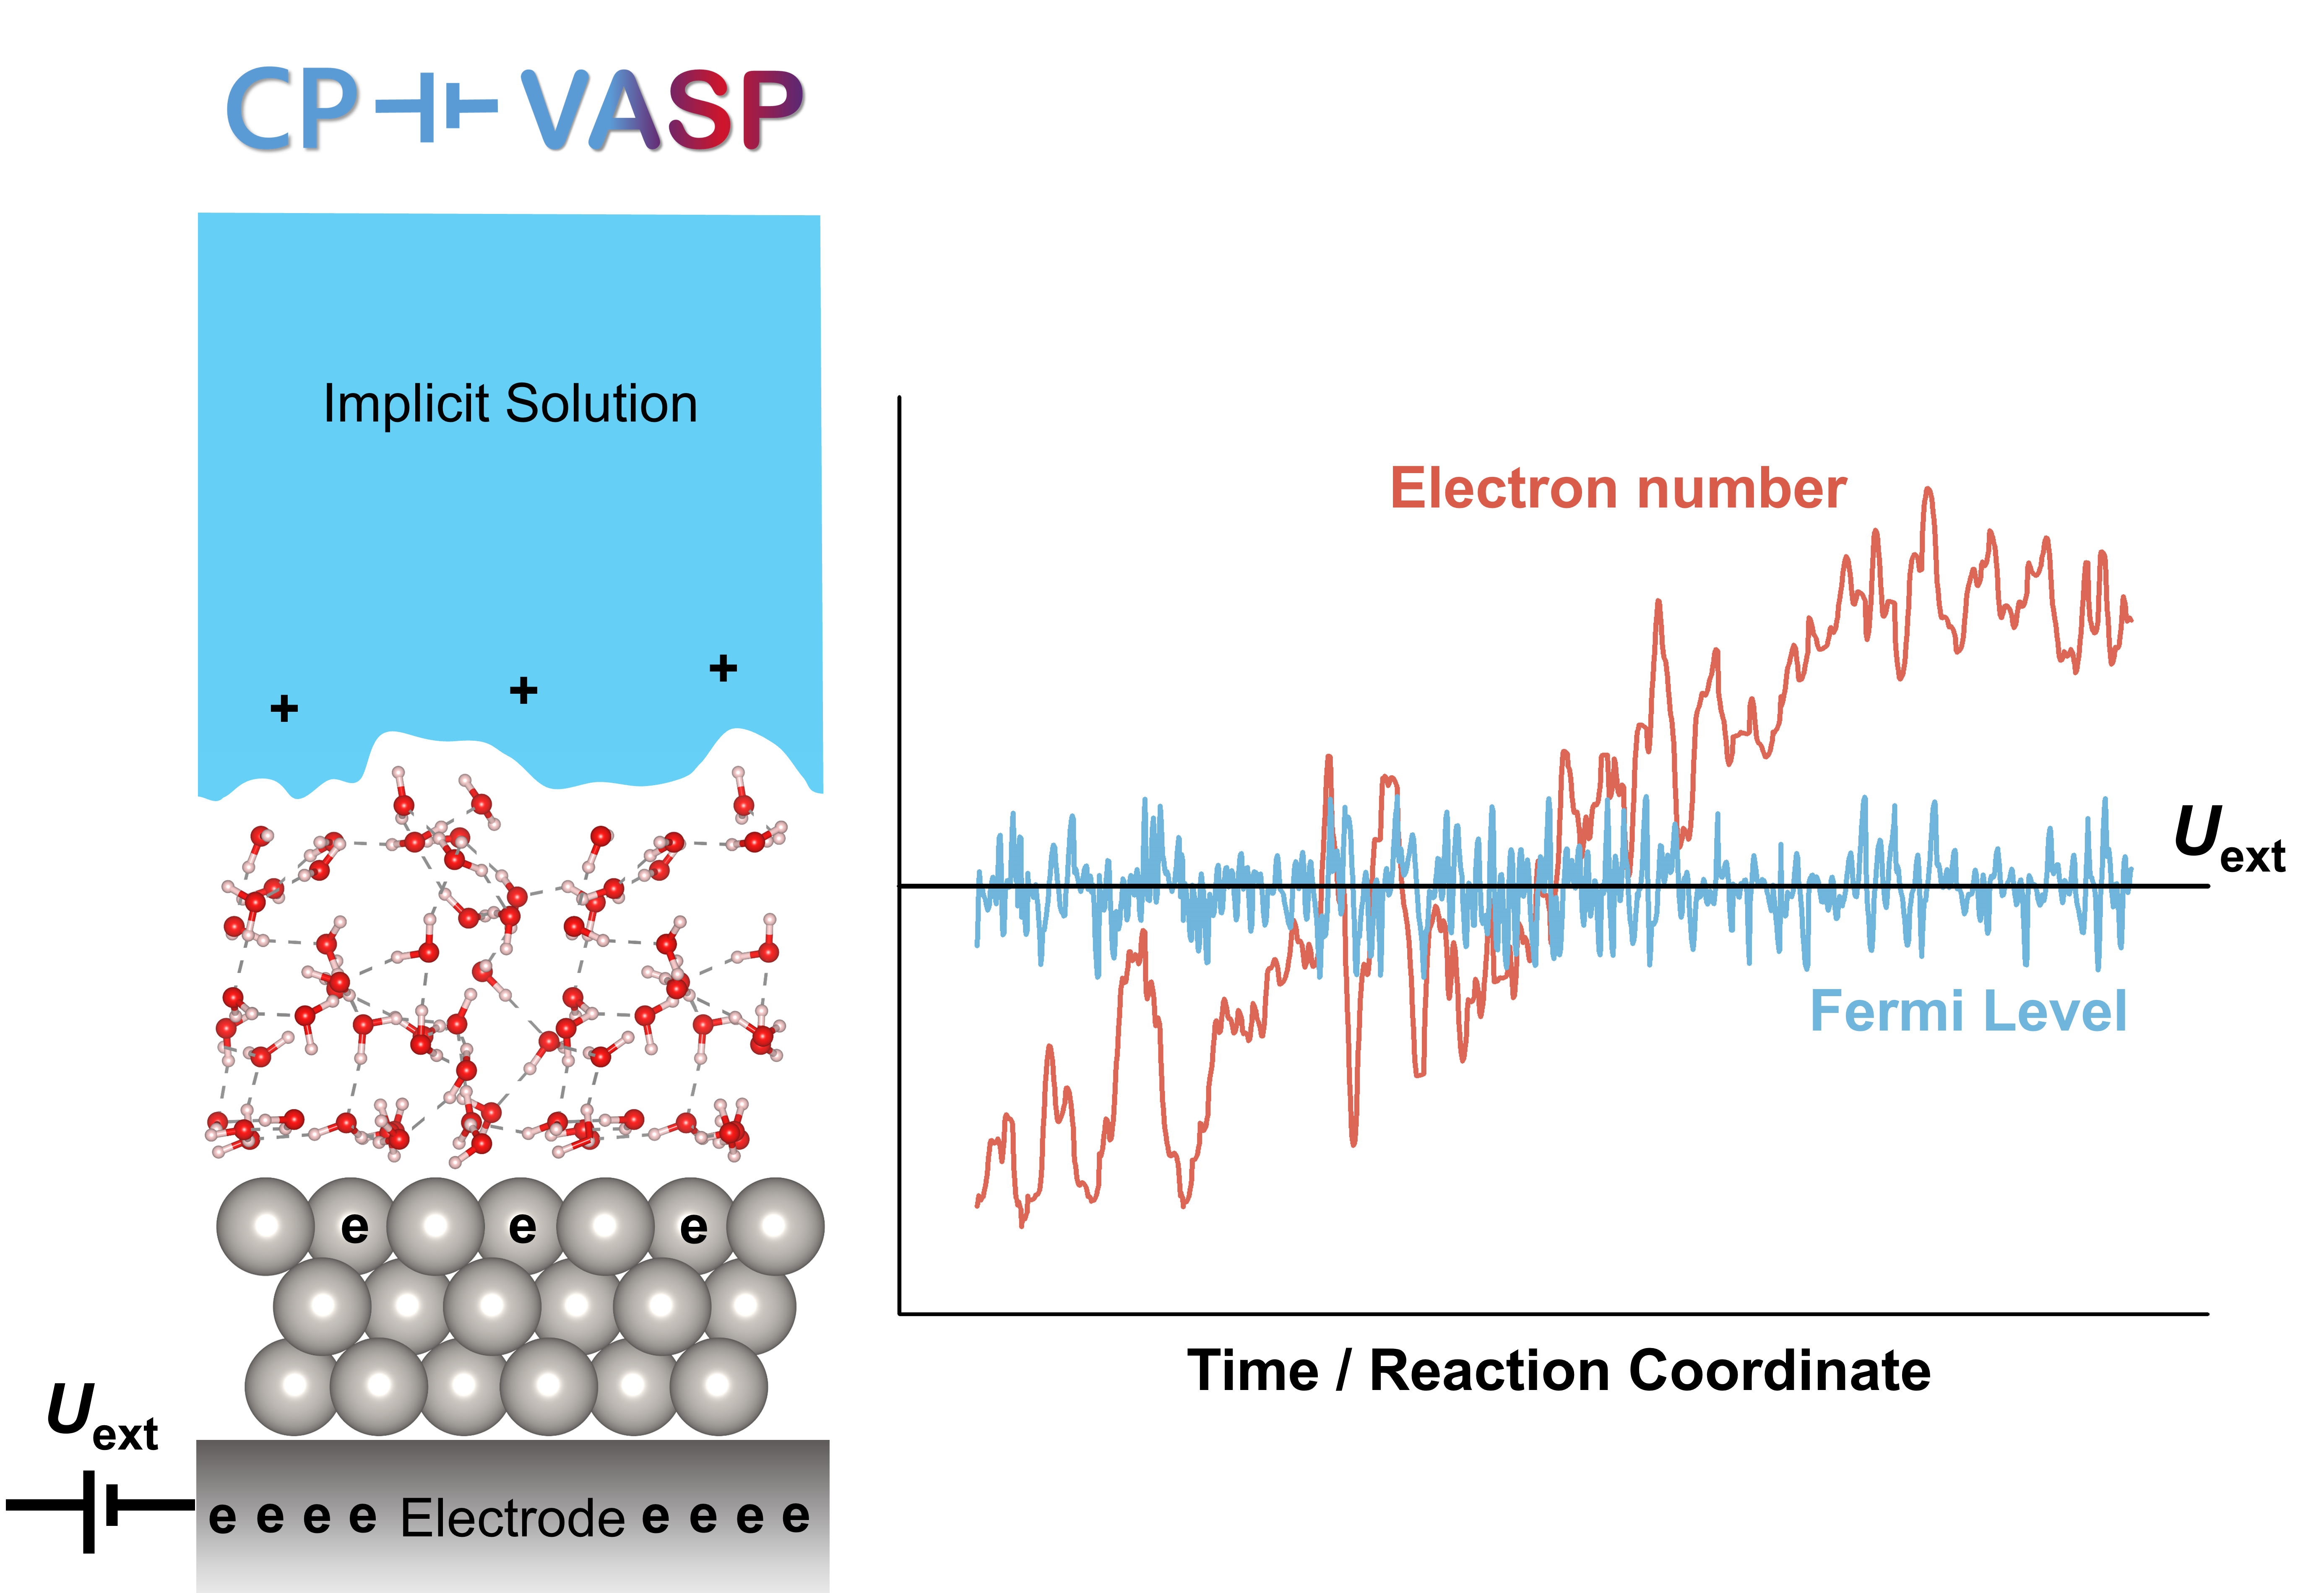 CP VASP
Implicit Solution
+ + +
e e e
U ext
e e e e Electrode e e e e
Electron number
U ext
Fermi Level
Time / Reaction Coordinate